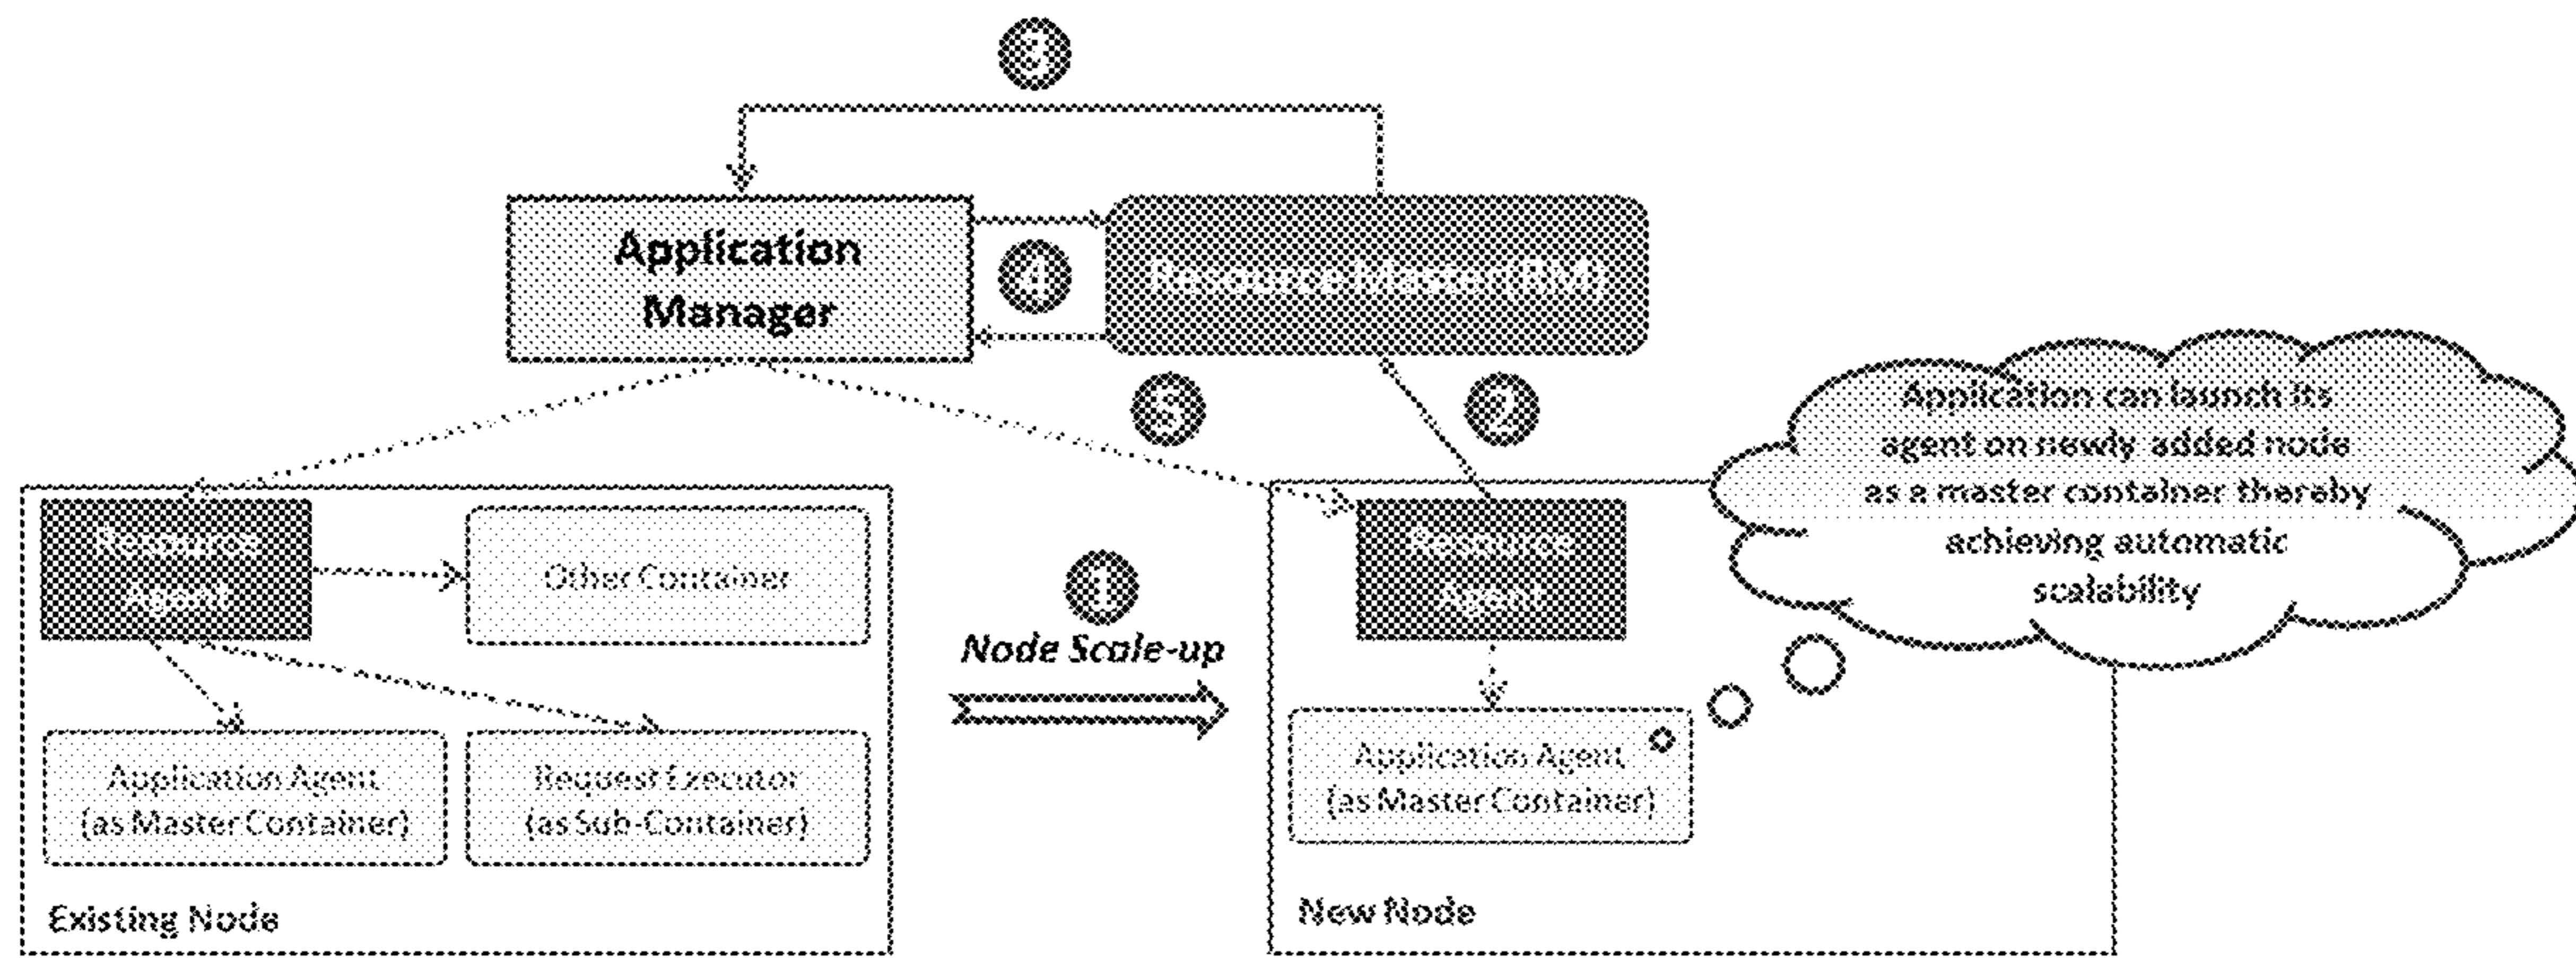 3
Application
Manager
4
Resource Master (RM)
5
2
Application can launch its
agent on newly added node
as a master container thereby
achieving automatic
scalability
Resource
Agent
Other Container
1
Node Scale-up
Resource
Agent
Application Agent
(as Master Container)
Request Executor
(as Sub-Container)
Application Agent
(as Master Container)
Existing Node
New Node